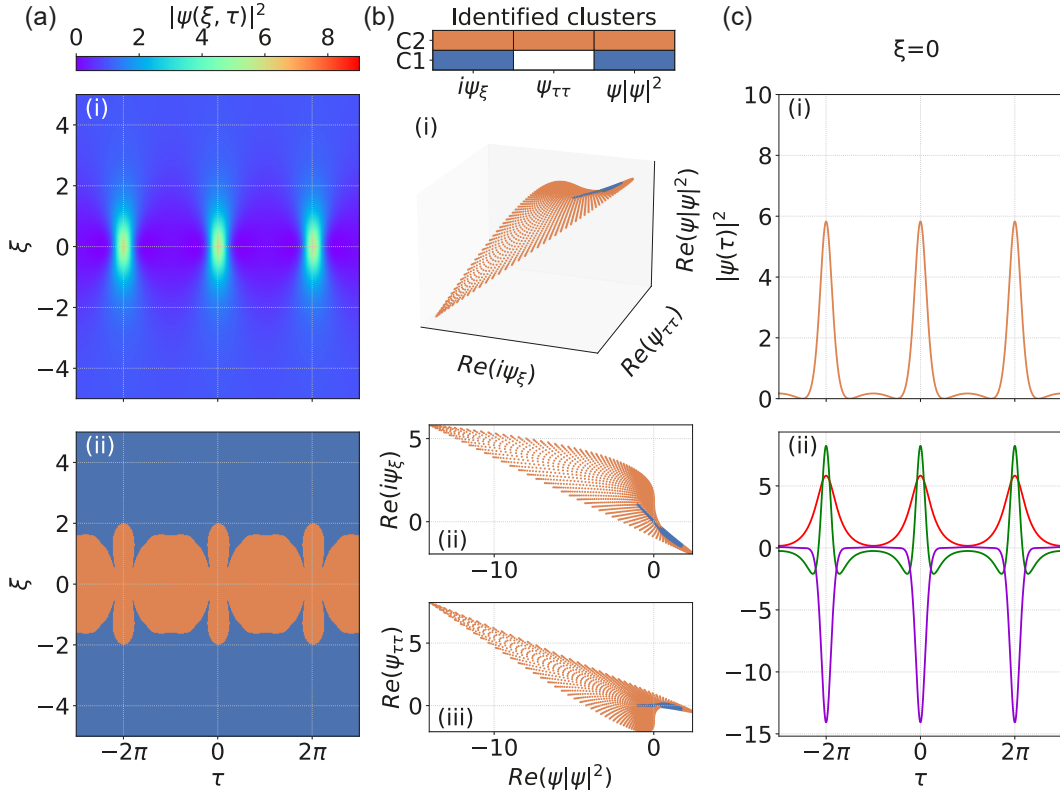 (a)
|ψ(ξ, τ)|²
0 2 4 6 8
(i)
4
2
0
−2
−4
ξ
(ii)
4
2
0
−2
−4
ξ
−2π 0 2π
τ
(b)
Identified clusters
C2
C1
iψ_ξ ψ_ττ ψ|ψ|²
(i)
Re(ψ|ψ|²)
Re(ψ_ττ)
Re(iψ_ξ)
5
0
Re(iψ_ξ)
(ii)
−10 0
5
0
Re(ψ_ττ)
(iii)
−10 0
Re(ψ|ψ|²)
(c)
ξ=0
(i)
10
8
6
4
2
0
|ψ(τ)|²
(ii)
5
0
−5
−10
−15
−2π 0 2π
τ